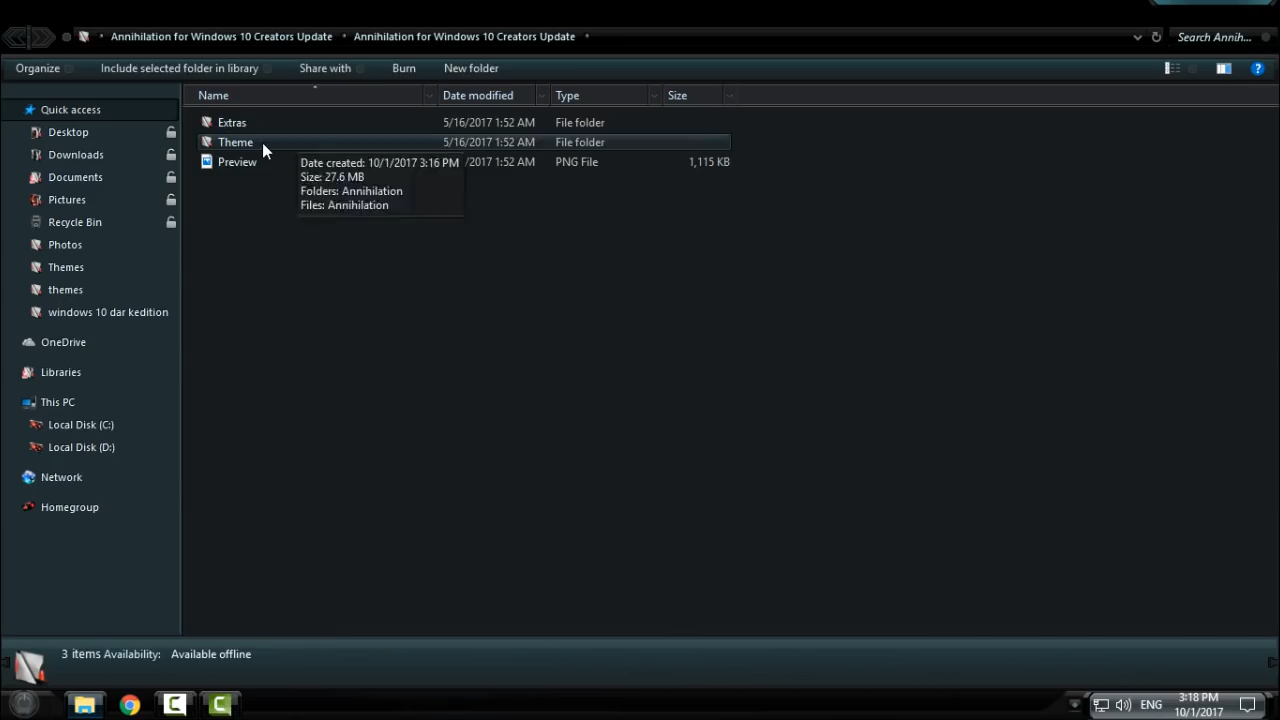 Annihilation for Windows 10 Creators Update • Annihilation for Windows 10 Creators Update •
Search Annih...
Organize Include selected folder in library Share with Burn New folder
Name Date modified Type Size
Quick access
Desktop
Downloads
Documents
Pictures
Recycle Bin
Photos
Themes
themes
windows 10 dar kedition
OneDrive
Libraries
This PC
Local Disk (C:)
Local Disk (D:)
Network
Homegroup
Extras 5/16/2017 1:52 AM File folder
Theme 5/16/2017 1:52 AM File folder
Preview /2017 1:52 AM PNG File 1,115 KB
Date created: 10/1/2017 3:16 PM
Size: 27.6 MB
Folders: Annihilation
Files: Annihilation
3 items Availability: Available offline
ENG
3:18 PM
10/1/2017